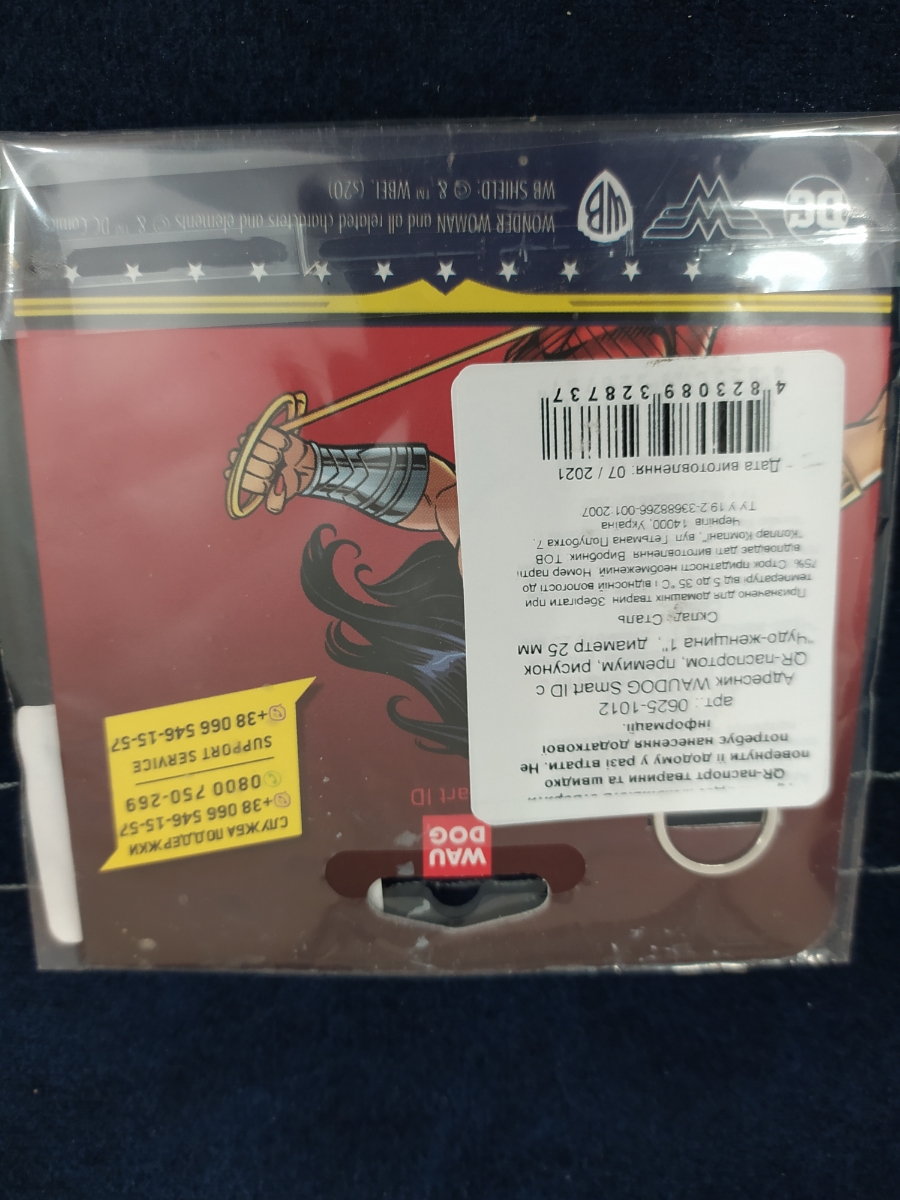 WAU
DOG
art ID
СЛУЖБА ПОДДЕРЖКИ
+38 066 546-15-57
0800 750-269
SUPPORT SERVICE
+38 066 546-15-57
QR-паспорт тварини та швидко
повернути її додому у разі втрати. Не
потребує нанесення додаткової
інформації.
арт.: 0625-1012
Адресник WAUDOG Smart ID с
QR-паспортом, премиум, рисунок
"Чудо-женщина 1", диаметр 25 мм
Склад: Сталь
Призначено для домашніх тварин. Зберігати при
температурі від 5 до 35 °С і відносній вологості до
75%. Строк придатності необмежений. Номер партії
відповідає даті виготовлення. Виробник ТОВ
"Коллар Компані", вул. Гетьмана Полуботка 7,
Чернігів 14000, Україна
ТУ У 19.2-33688266-001:2007
Дата виготовлення: 07 / 2021
4 823089 328737
DC
W
WB
WONDER WOMAN and all related characters and elements © & ™ DC Comics
WB SHIELD: © & ™ WBEI. (s20)